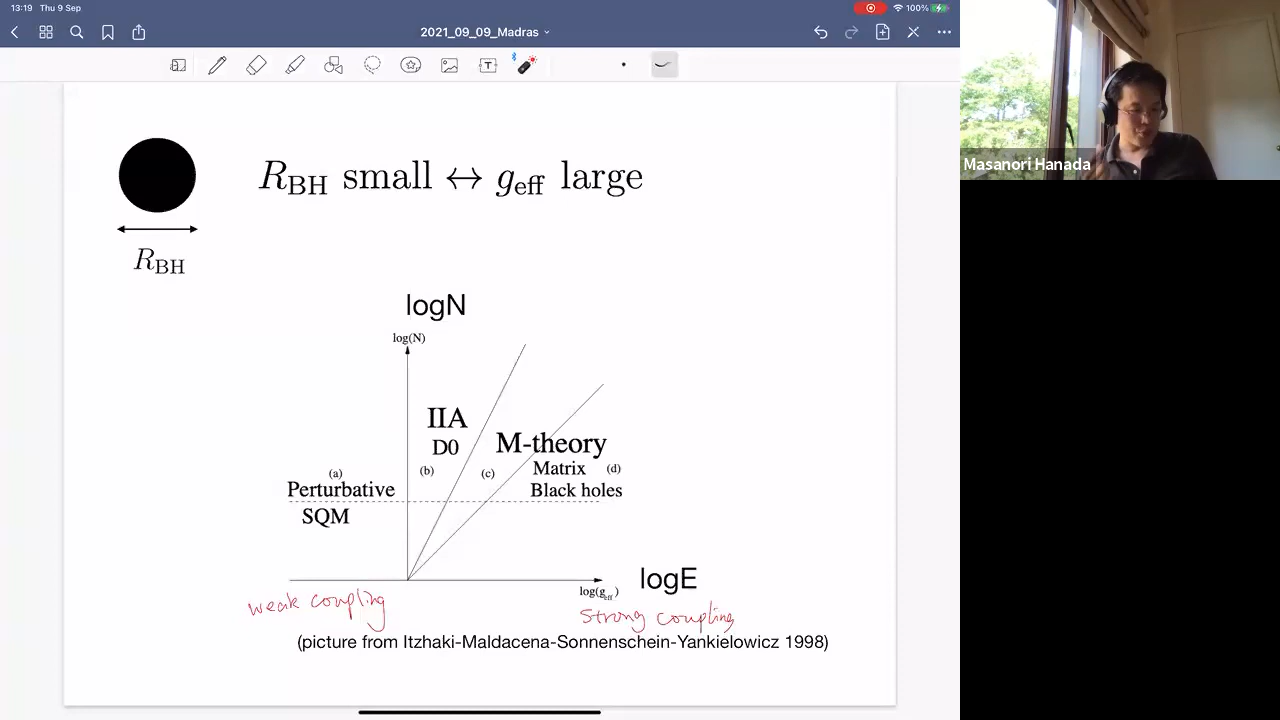 13:19 Thu 9 Sep
100%
2021_09_09_Madras
T
R_BH small ↔ g_eff large
R_BH
logN
log(N)
IIA
D0
M-theory
(a)
(b)
(c)
Matrix
(d)
Perturbative
Black holes
SQM
logE
log(g_eff)
weak coupling
strong coupling
(picture from Itzhaki-Maldacena-Sonnenschein-Yankielowicz 1998)
Masanori Hanada